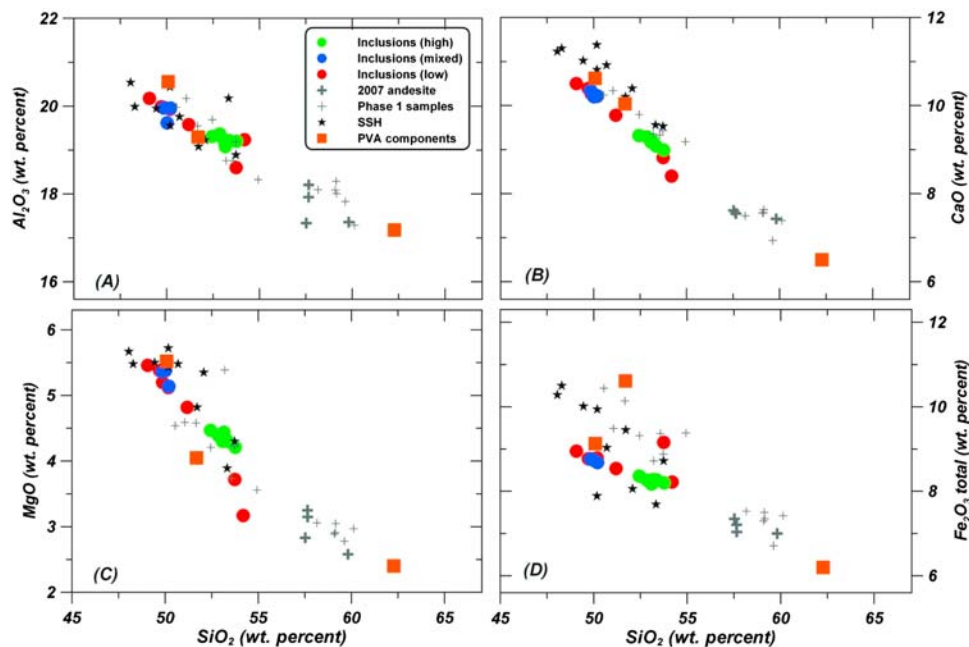 22
20
18
16
Al2O3 (wt. percent)
(A)
Inclusions (high)
Inclusions (mixed)
Inclusions (low)
2007 andesite
Phase 1 samples
SSH
PVA components
12
10
8
6
CaO (wt. percent)
(B)
6
5
4
3
2
MgO (wt. percent)
(C)
45 50 55 60 65
SiO2 (wt. percent)
12
10
8
6
Fe2O3 total (wt. percent)
(D)
45 50 55 60 65
SiO2 (wt. percent)